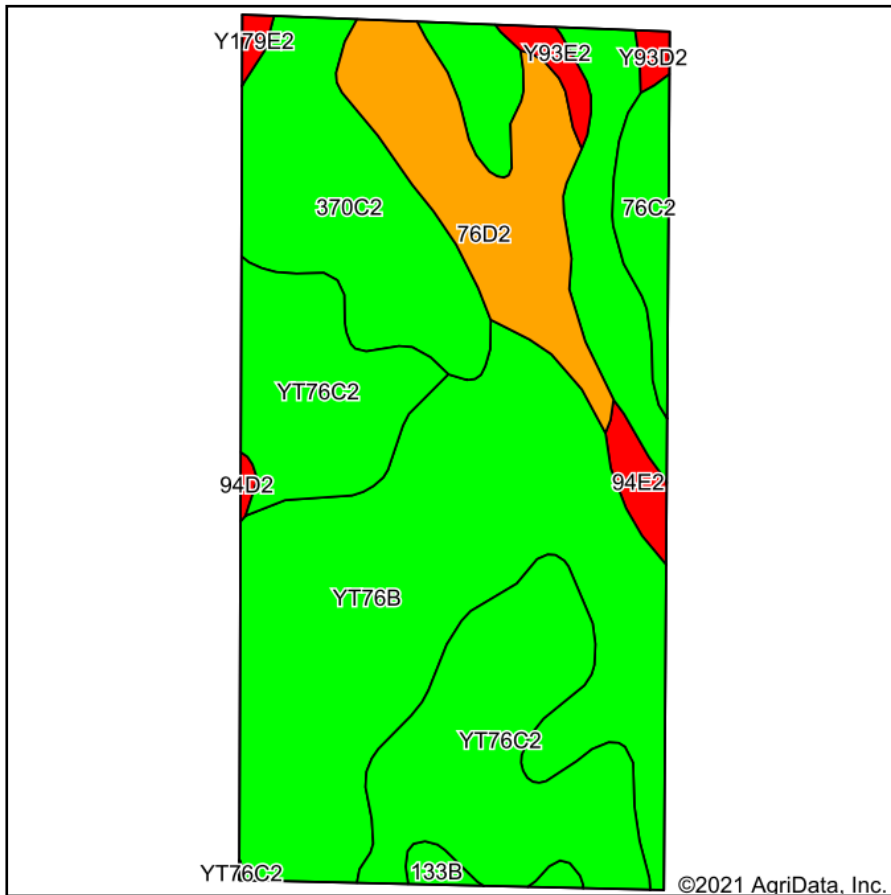 Y179E2
Y93E2
Y93D2
370C2
76C2
76D2
YT76C2
94D2
94E2
YT76B
YT76C2
YT76C2
133B
©2021 AgriData, Inc.